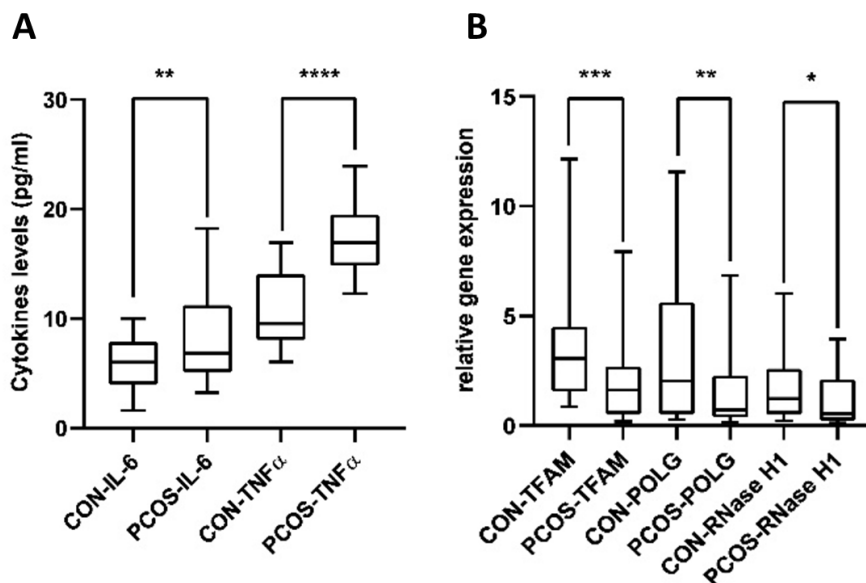 A
Cytokines levels (pg/ml)
30
20
10
0
**
****
CON-IL-6
PCOS-IL-6
CON-TNFα
PCOS-TNFα
B
relative gene expression
15
10
5
0
***
**
*
CON-TFAM
PCOS-TFAM
CON-POLG
PCOS-POLG
CON-RNase H1
PCOS-RNase H1